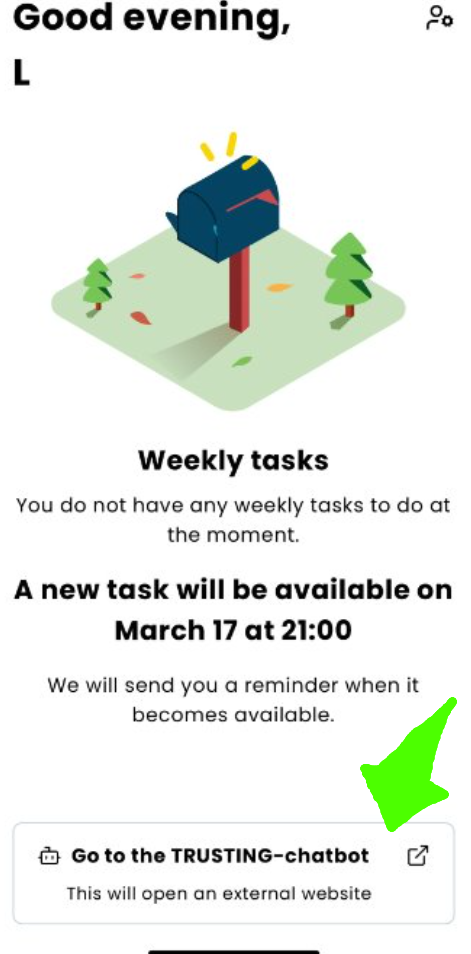 Good evening,
L
Weekly tasks
You do not have any weekly tasks to do at
the moment.
A new task will be available on
March 17 at 21:00
We will send you a reminder when it
becomes available.
Go to the TRUSTING-chatbot
This will open an external website